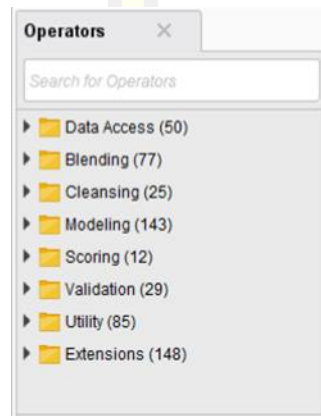 Operators
Search for Operators
Data Access (50)
Blending (77)
Cleansing (25)
Modeling (143)
Scoring (12)
Validation (29)
Utility (85)
Extensions (148)